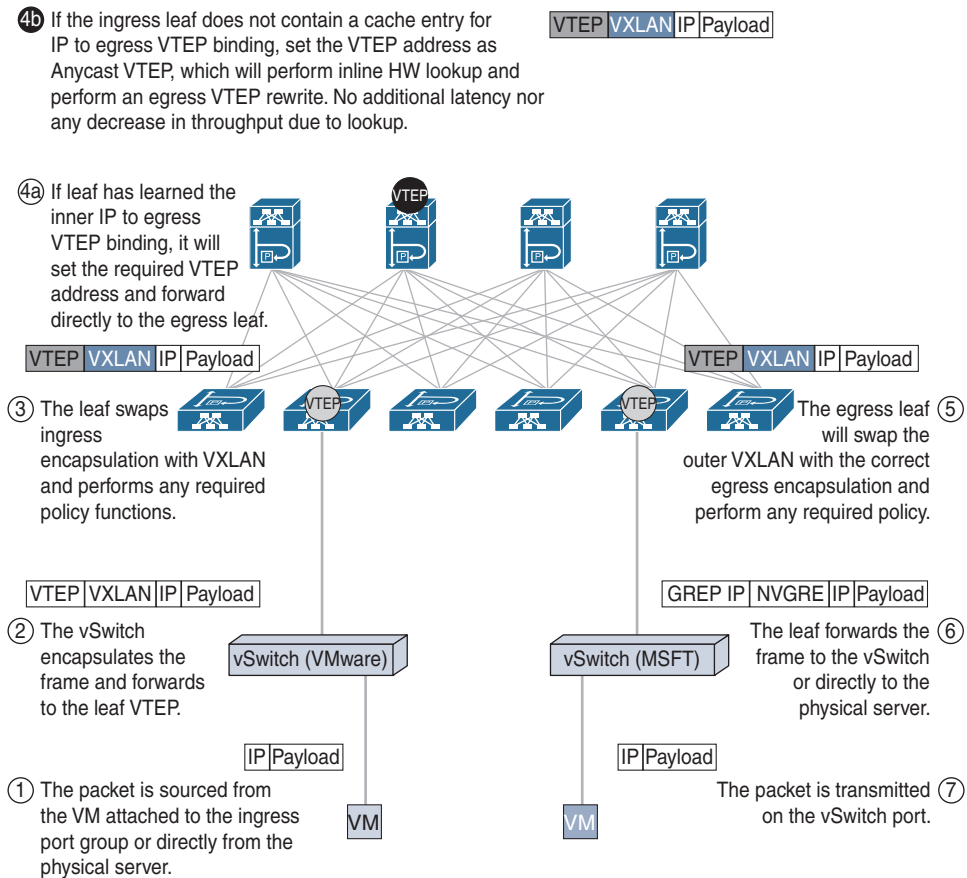 4b If the ingress leaf does not contain a cache entry for
IP to egress VTEP binding, set the VTEP address as
Anycast VTEP, which will perform inline HW lookup and
perform an egress VTEP rewrite. No additional latency nor
any decrease in throughput due to lookup.
VTEP VXLAN IP Payload
4a If leaf has learned the
inner IP to egress
VTEP binding, it will
set the required VTEP
address and forward
directly to the egress leaf.
VTEP
P P P P
VTEP VXLAN IP Payload
VTEP VXLAN IP Payload
3 The leaf swaps
ingress
encapsulation with VXLAN
and performs any required
policy functions.
VTEP
VTEP
The egress leaf 5
will swap the
outer VXLAN with the correct
egress encapsulation and
perform any required policy.
VTEP VXLAN IP Payload
2 The vSwitch
encapsulates the
frame and forwards
to the leaf VTEP.
vSwitch (VMware)
GREP IP NVGRE IP Payload
vSwitch (MSFT)
The leaf forwards the 6
frame to the vSwitch
or directly to the
physical server.
IP Payload
IP Payload
1 The packet is sourced from
the VM attached to the ingress
port group or directly from the
physical server.
VM
VM
The packet is transmitted 7
on the vSwitch port.